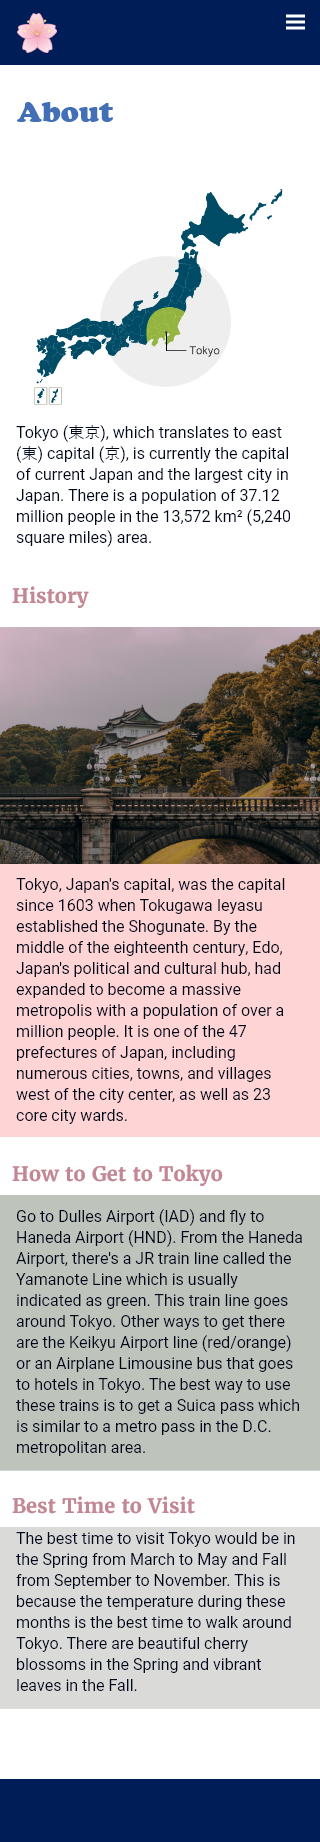 About
Tokyo
Tokyo (東京), which translates to east
(東) capital (京), is currently the capital
of current Japan and the largest city in
Japan. There is a population of 37.12
million people in the 13,572 km² (5,240
square miles) area.
History
Tokyo, Japan's capital, was the capital
since 1603 when Tokugawa Ieyasu
established the Shogunate. By the
middle of the eighteenth century, Edo,
Japan's political and cultural hub, had
expanded to become a massive
metropolis with a population of over a
million people. It is one of the 47
prefectures of Japan, including
numerous cities, towns, and villages
west of the city center, as well as 23
core city wards.
How to Get to Tokyo
Go to Dulles Airport (IAD) and fly to
Haneda Airport (HND). From the Haneda
Airport, there's a JR train line called the
Yamanote Line which is usually
indicated as green. This train line goes
around Tokyo. Other ways to get there
are the Keikyu Airport line (red/orange)
or an Airplane Limousine bus that goes
to hotels in Tokyo. The best way to use
these trains is to get a Suica pass which
is similar to a metro pass in the D.C.
metropolitan area.
Best Time to Visit
The best time to visit Tokyo would be in
the Spring from March to May and Fall
from September to November. This is
because the temperature during these
months is the best time to walk around
Tokyo. There are beautiful cherry
blossoms in the Spring and vibrant
leaves in the Fall.